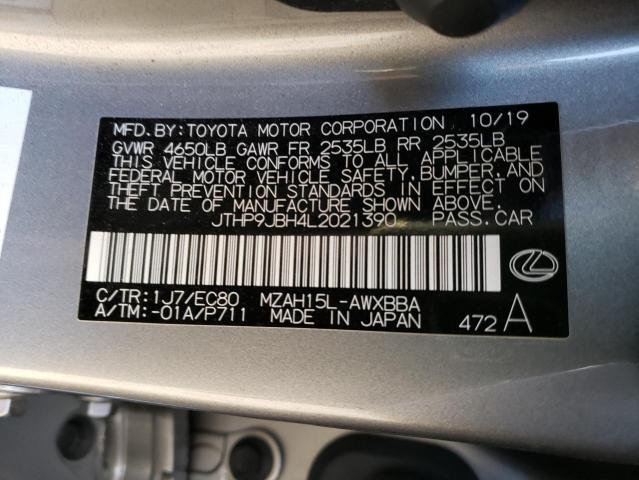 MFD.BY:TOYOTA MOTOR CORPORATION 10/19
GVWR 4650LB GAWR FR 2535LB RR 2535LB
THIS VEHICLE CONFORMS TO ALL APPLICABLE
FEDERAL MOTOR VEHICLE SAFETY,BUMPER,AND
THEFT PREVENTION STANDARDS IN EFFECT ON
THE DATE OF MANUFACTURE SHOWN ABOVE.
JTHP9JBH4L2021390 PASS.CAR
C/TR:1J7/EC80 MZAH15L-AWXBBA
A/TM:-01A/P711 MADE IN JAPAN 472 A